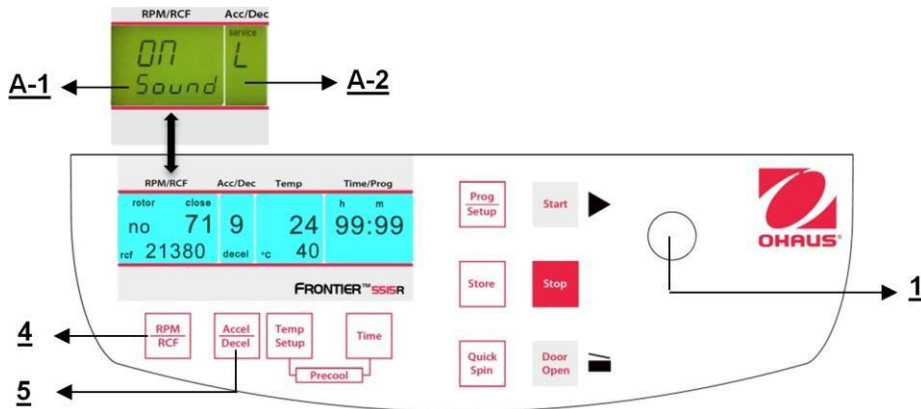 RPM/RCF Acc/Dec
service
ON L
Sound
A-1 A-2
RPM/RCF Acc/Dec Temp Time/Prog
rotor close h m
no 71 9 24 99:99
rcf 21380 decel °C 40
FRONTIER™ 5515R
OHAUS®
Prog
Setup
Start
Store
Stop
1
4
RPM
RCF
Accel
Decel
Temp
Setup
Time
Precool
Quick
Spin
Door
Open
5